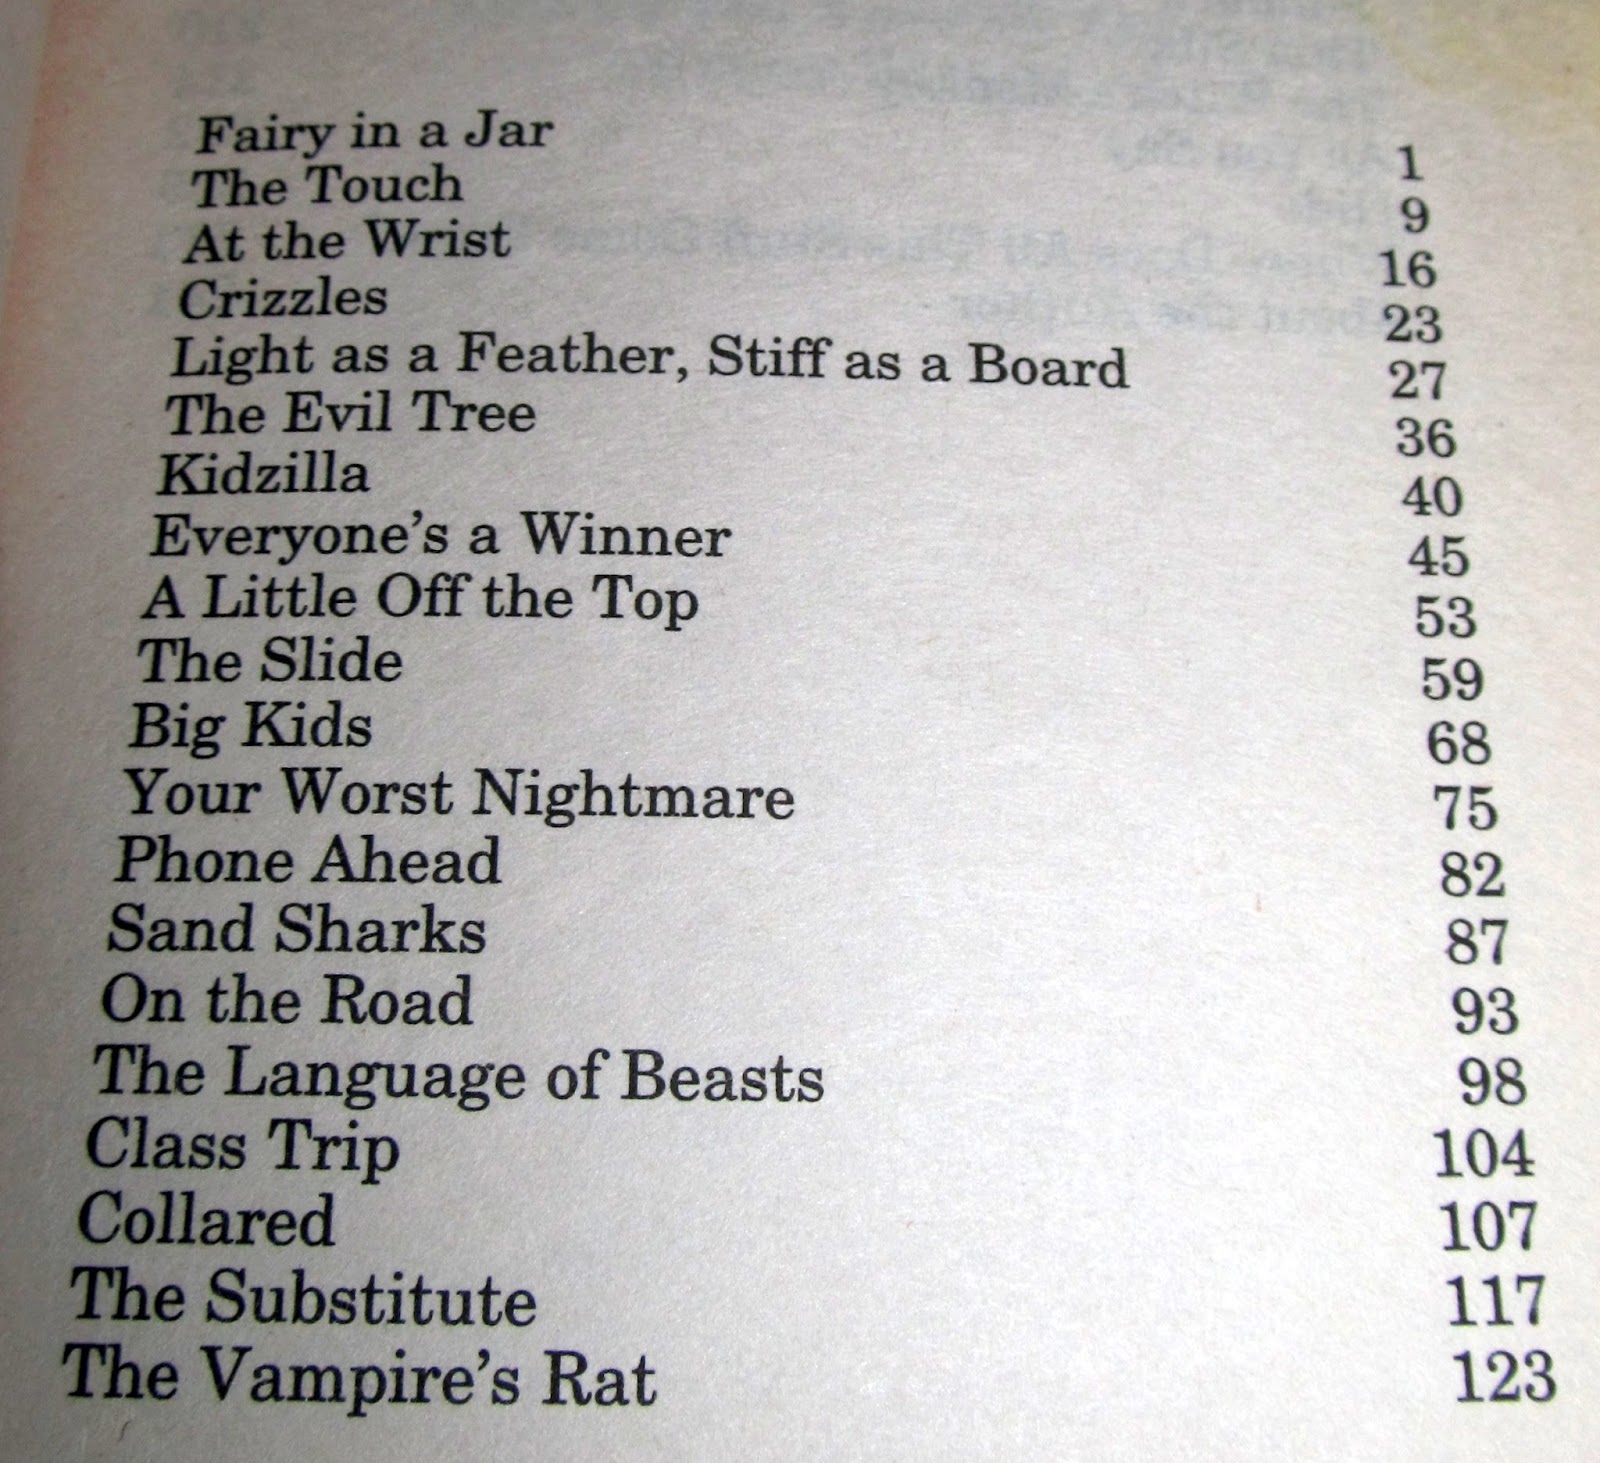 Fairy in a Jar 1
The Touch 9
At the Wrist 16
Crizzles 23
Light as a Feather, Stiff as a Board 27
The Evil Tree 36
Kidzilla 40
Everyone's a Winner 45
A Little Off the Top 53
The Slide 59
Big Kids 68
Your Worst Nightmare 75
Phone Ahead 82
Sand Sharks 87
On the Road 93
The Language of Beasts 98
Class Trip 104
Collared 107
The Substitute 117
The Vampire's Rat 123